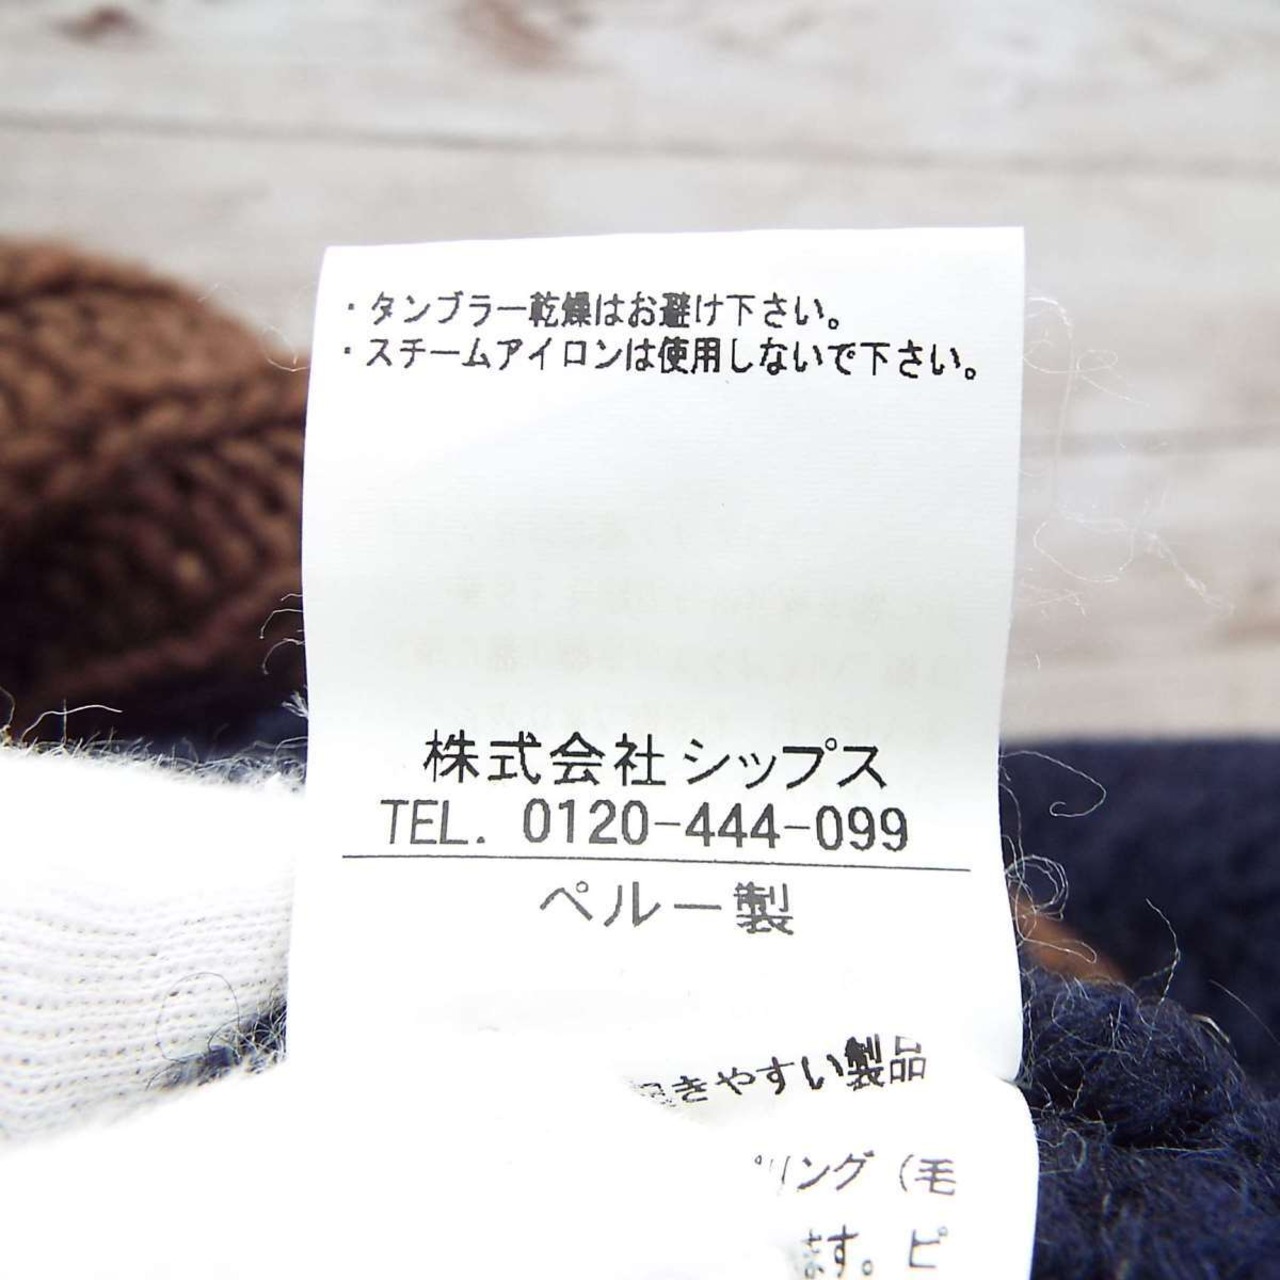 ・タンブラー乾燥はお避け下さい。
・スチームアイロンは使用しないで下さい。
株式会社シップス
TEL. 0120-444-099
ペルー製
きやすい製品
リング（毛
ます。ピ